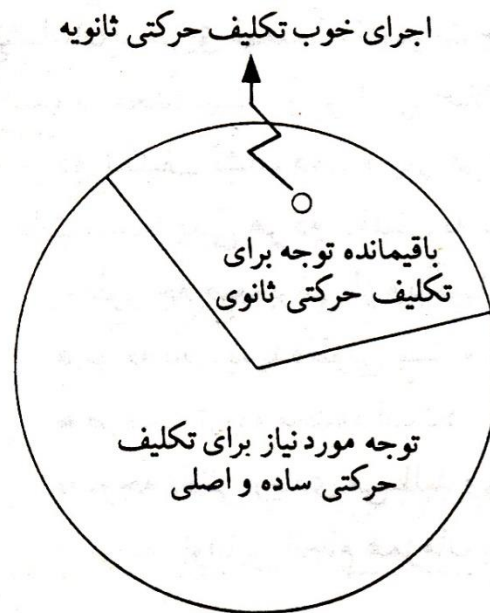 اجرای خوب تکلیف حرکتی ثانویه
باقیمانده توجه برای
تکلیف حرکتی ثانوی
توجه مورد نیاز برای تکلیف
حرکتی ساده و اصلی